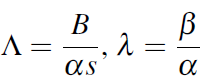 Λ = B / αs, λ = β / α